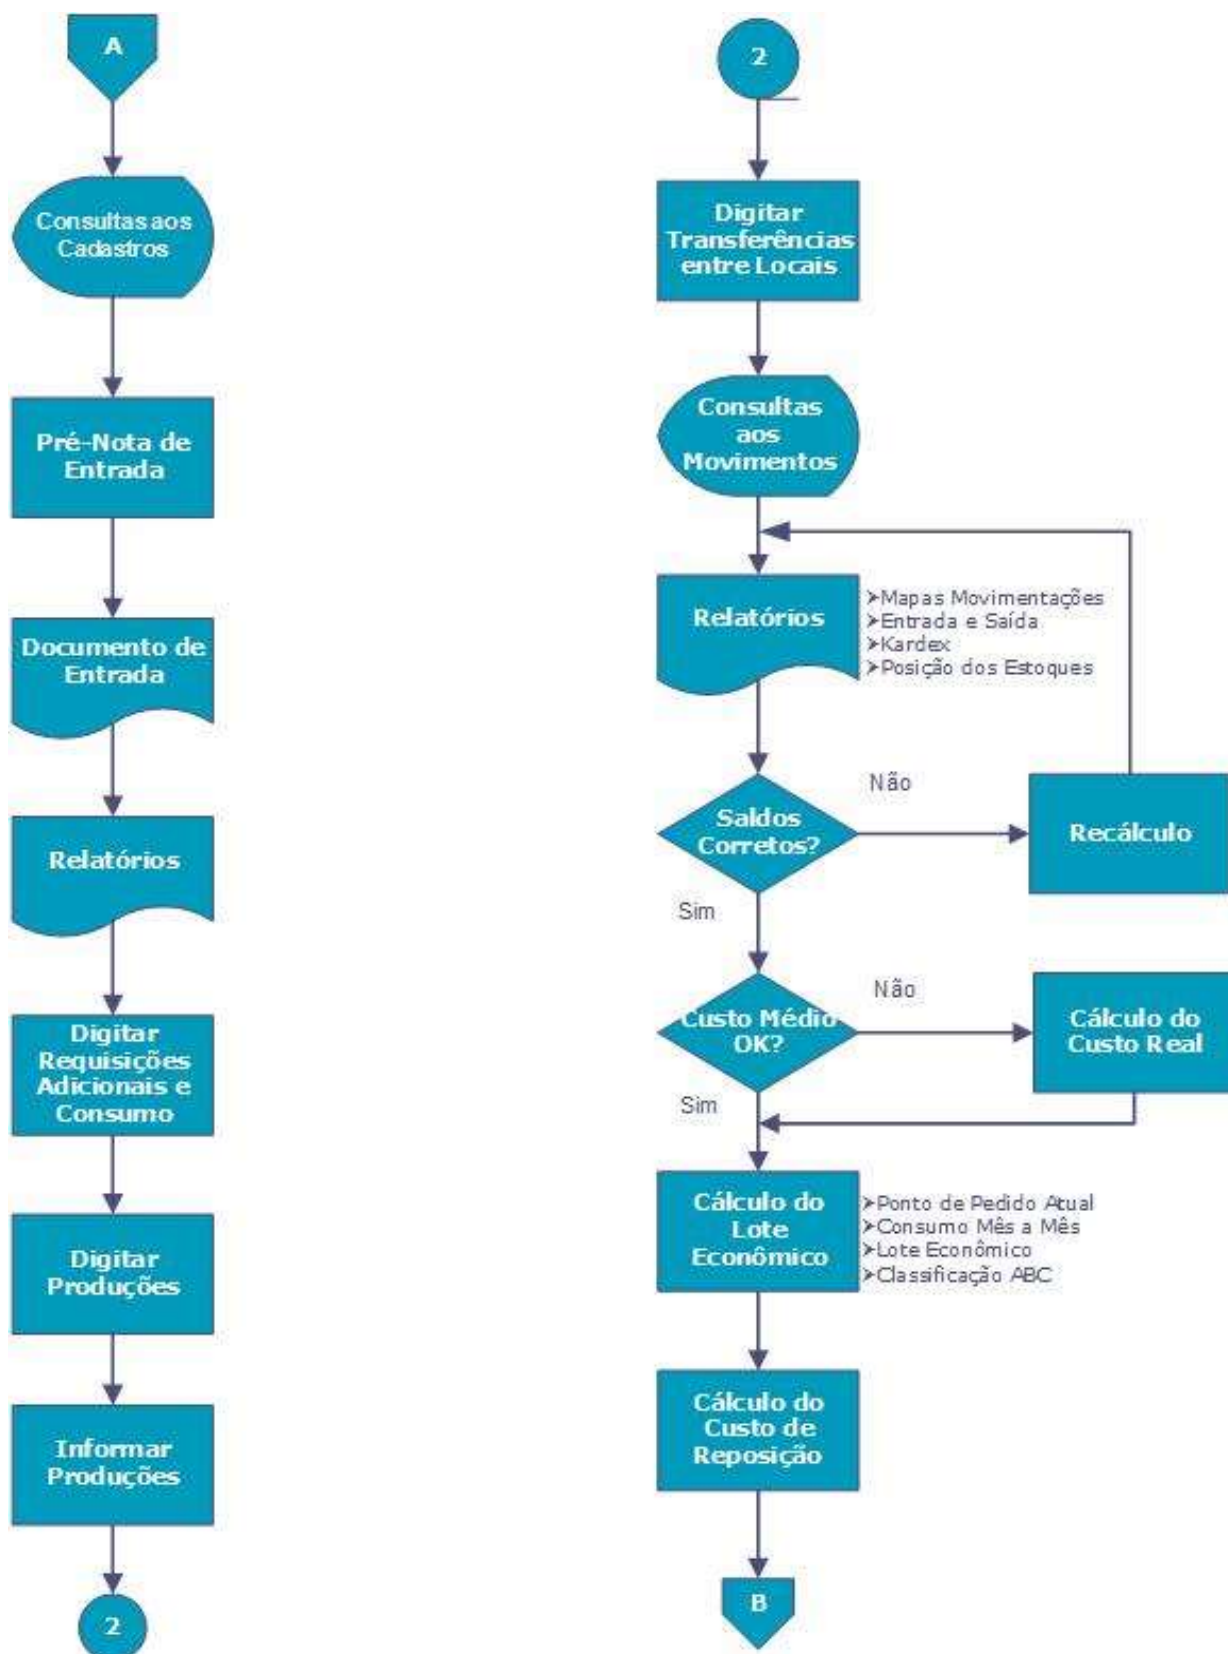 A
Consultas aos
Cadastros
Pré-Nota de
Entrada
Documento de
Entrada
Relatórios
Digitar
Requisições
Adicionais e
Consumo
Digitar
Produções
Informar
Produções
2
2
Digitar
Transferências
entre Locais
Consultas
aos
Movimentos
Relatórios
➢Mapas Movimentações
➢Entrada e Saída
➢Kardex
➢Posição dos Estoques
Saldos
Corretos?
Não
Recálculo
Sim
Custo Médio
OK?
Não
Cálculo do
Custo Real
Sim
Cálculo do
Lote
Econômico
➢Ponto de Pedido Atual
➢Consumo Mês a Mês
➢Lote Econômico
➢Classificação ABC
Cálculo do
Custo de
Reposição
B